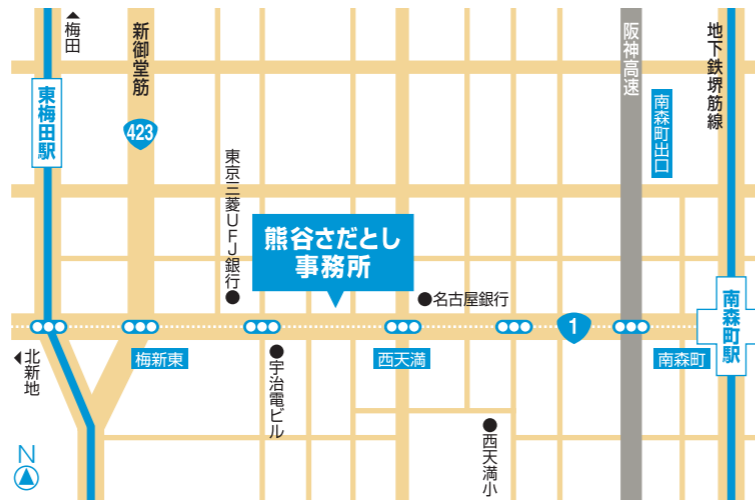 ▲梅田
新御堂筋
423
東梅田駅
阪神高速
南森町出口
地下鉄堺筋線
東京三菱UFJ銀行●
熊谷さだとし
事務所
●名古屋銀行
1
南森町駅
◀北新地
梅新東
●宇治電ビル
西天満
南森町
●西天満小
N